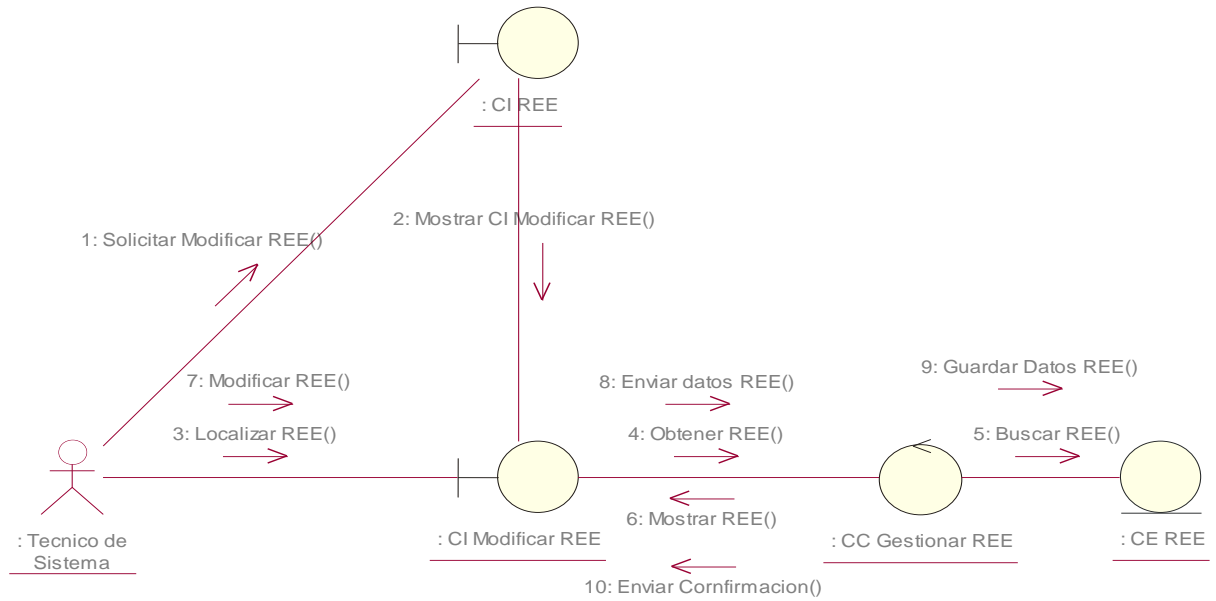 : CI REE
1: Solicitar Modificar REE()
2: Mostrar CI Modificar REE()
7: Modificar REE()
3: Localizar REE()
8: Enviar datos REE()
4: Obtener REE()
9: Guardar Datos REE()
5: Buscar REE()
6: Mostrar REE()
10: Enviar Cornfirmacion()
: Tecnico de
Sistema
: CI Modificar REE
: CC Gestionar REE
: CE REE